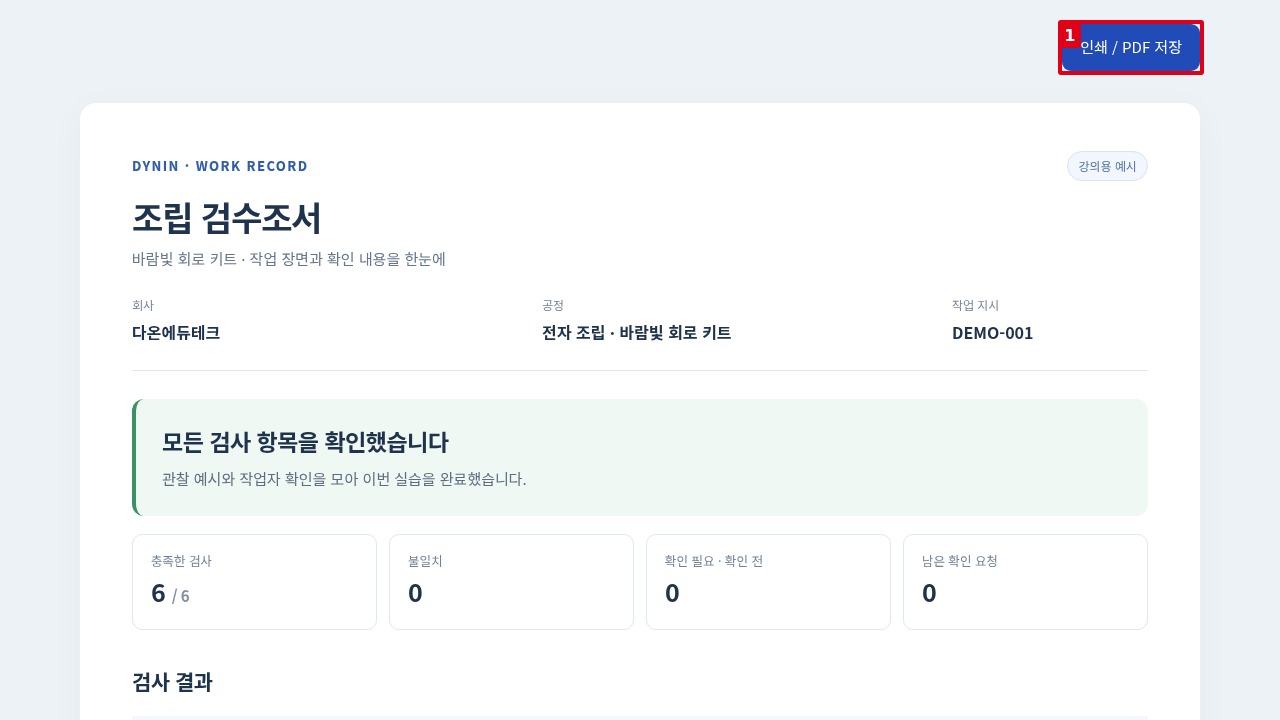 1
인쇄 / PDF 저장
DYNIN · WORK RECORD
강의용 예시
조립 검수조서
바람빛 회로 키트 · 작업 장면과 확인 내용을 한눈에
회사
공정
작업 지시
다온에듀테크
전자 조립 · 바람빛 회로 키트
DEMO-001
모든 검사 항목을 확인했습니다
관찰 예시와 작업자 확인을 모아 이번 실습을 완료했습니다.
충족한 검사
불일치
확인 필요 · 확인 전
남은 확인 요청
6 / 6
0
0
0
검사 결과